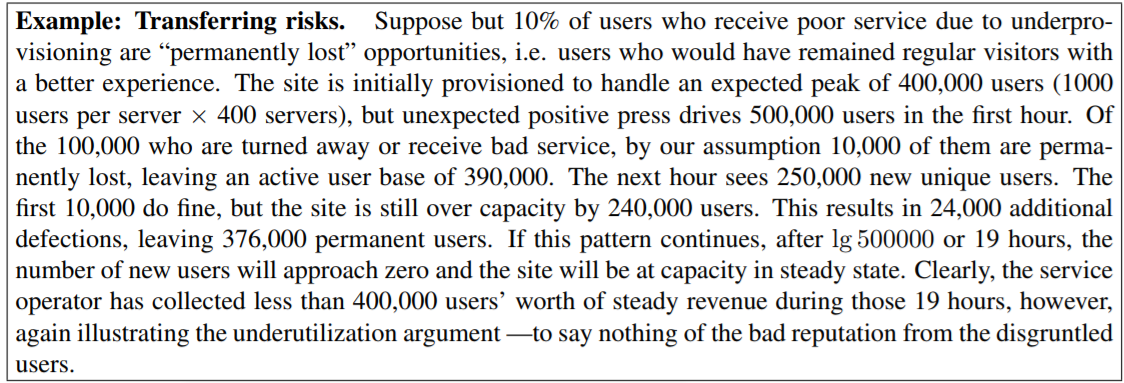 Example: Transferring risks. Suppose but 10% of users who receive poor service due to underpro-
visioning are “permanently lost” opportunities, i.e. users who would have remained regular visitors with
a better experience. The site is initially provisioned to handle an expected peak of 400,000 users (1000
users per server × 400 servers), but unexpected positive press drives 500,000 users in the first hour. Of
the 100,000 who are turned away or receive bad service, by our assumption 10,000 of them are perma-
nently lost, leaving an active user base of 390,000. The next hour sees 250,000 new unique users. The
first 10,000 do fine, but the site is still over capacity by 240,000 users. This results in 24,000 additional
defections, leaving 376,000 permanent users. If this pattern continues, after lg 500000 or 19 hours, the
number of new users will approach zero and the site will be at capacity in steady state. Clearly, the service
operator has collected less than 400,000 users’ worth of steady revenue during those 19 hours, however,
again illustrating the underutilization argument —to say nothing of the bad reputation from the disgruntled
users.